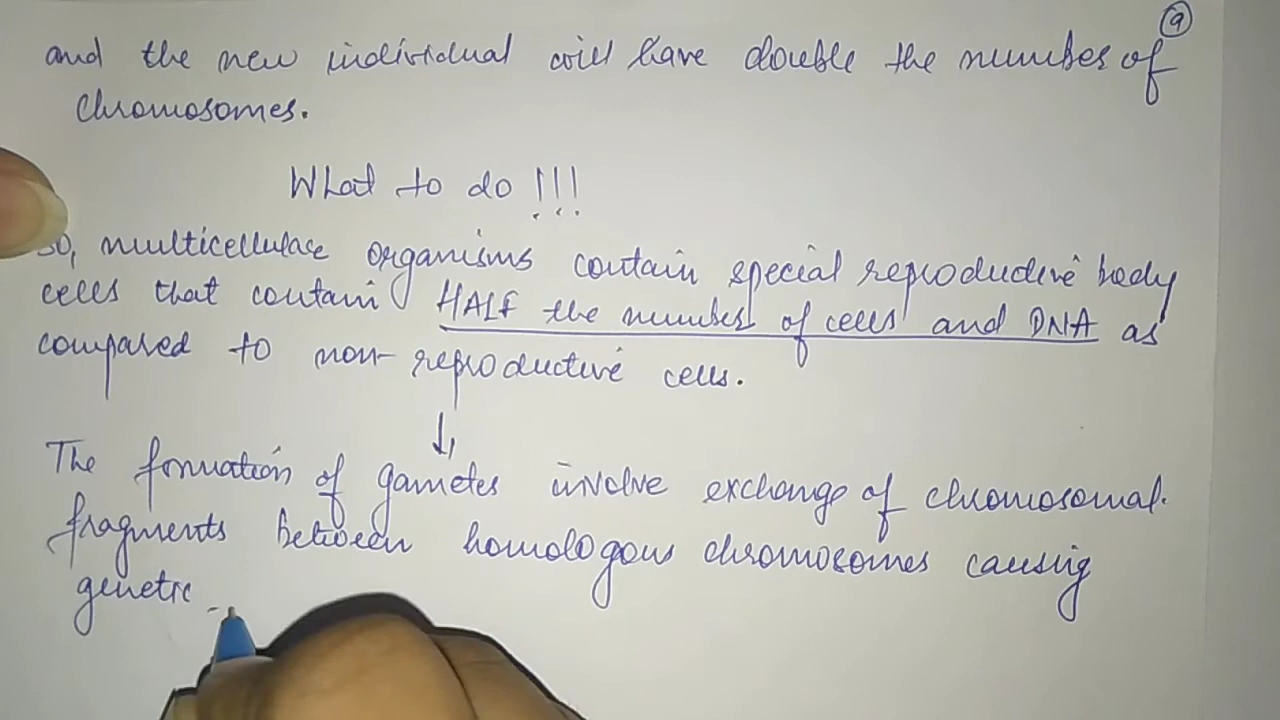 9
and the new individual will have double the number of
chromosomes.
What to do !!!
So, multicellular organisms contain special reproductive body
cells that contain HALF the number of cells and DNA as
compared to non-reproductive cells.
The formation of gametes involve exchange of chromosomal
fragments between homologous chromosomes causing
genetic